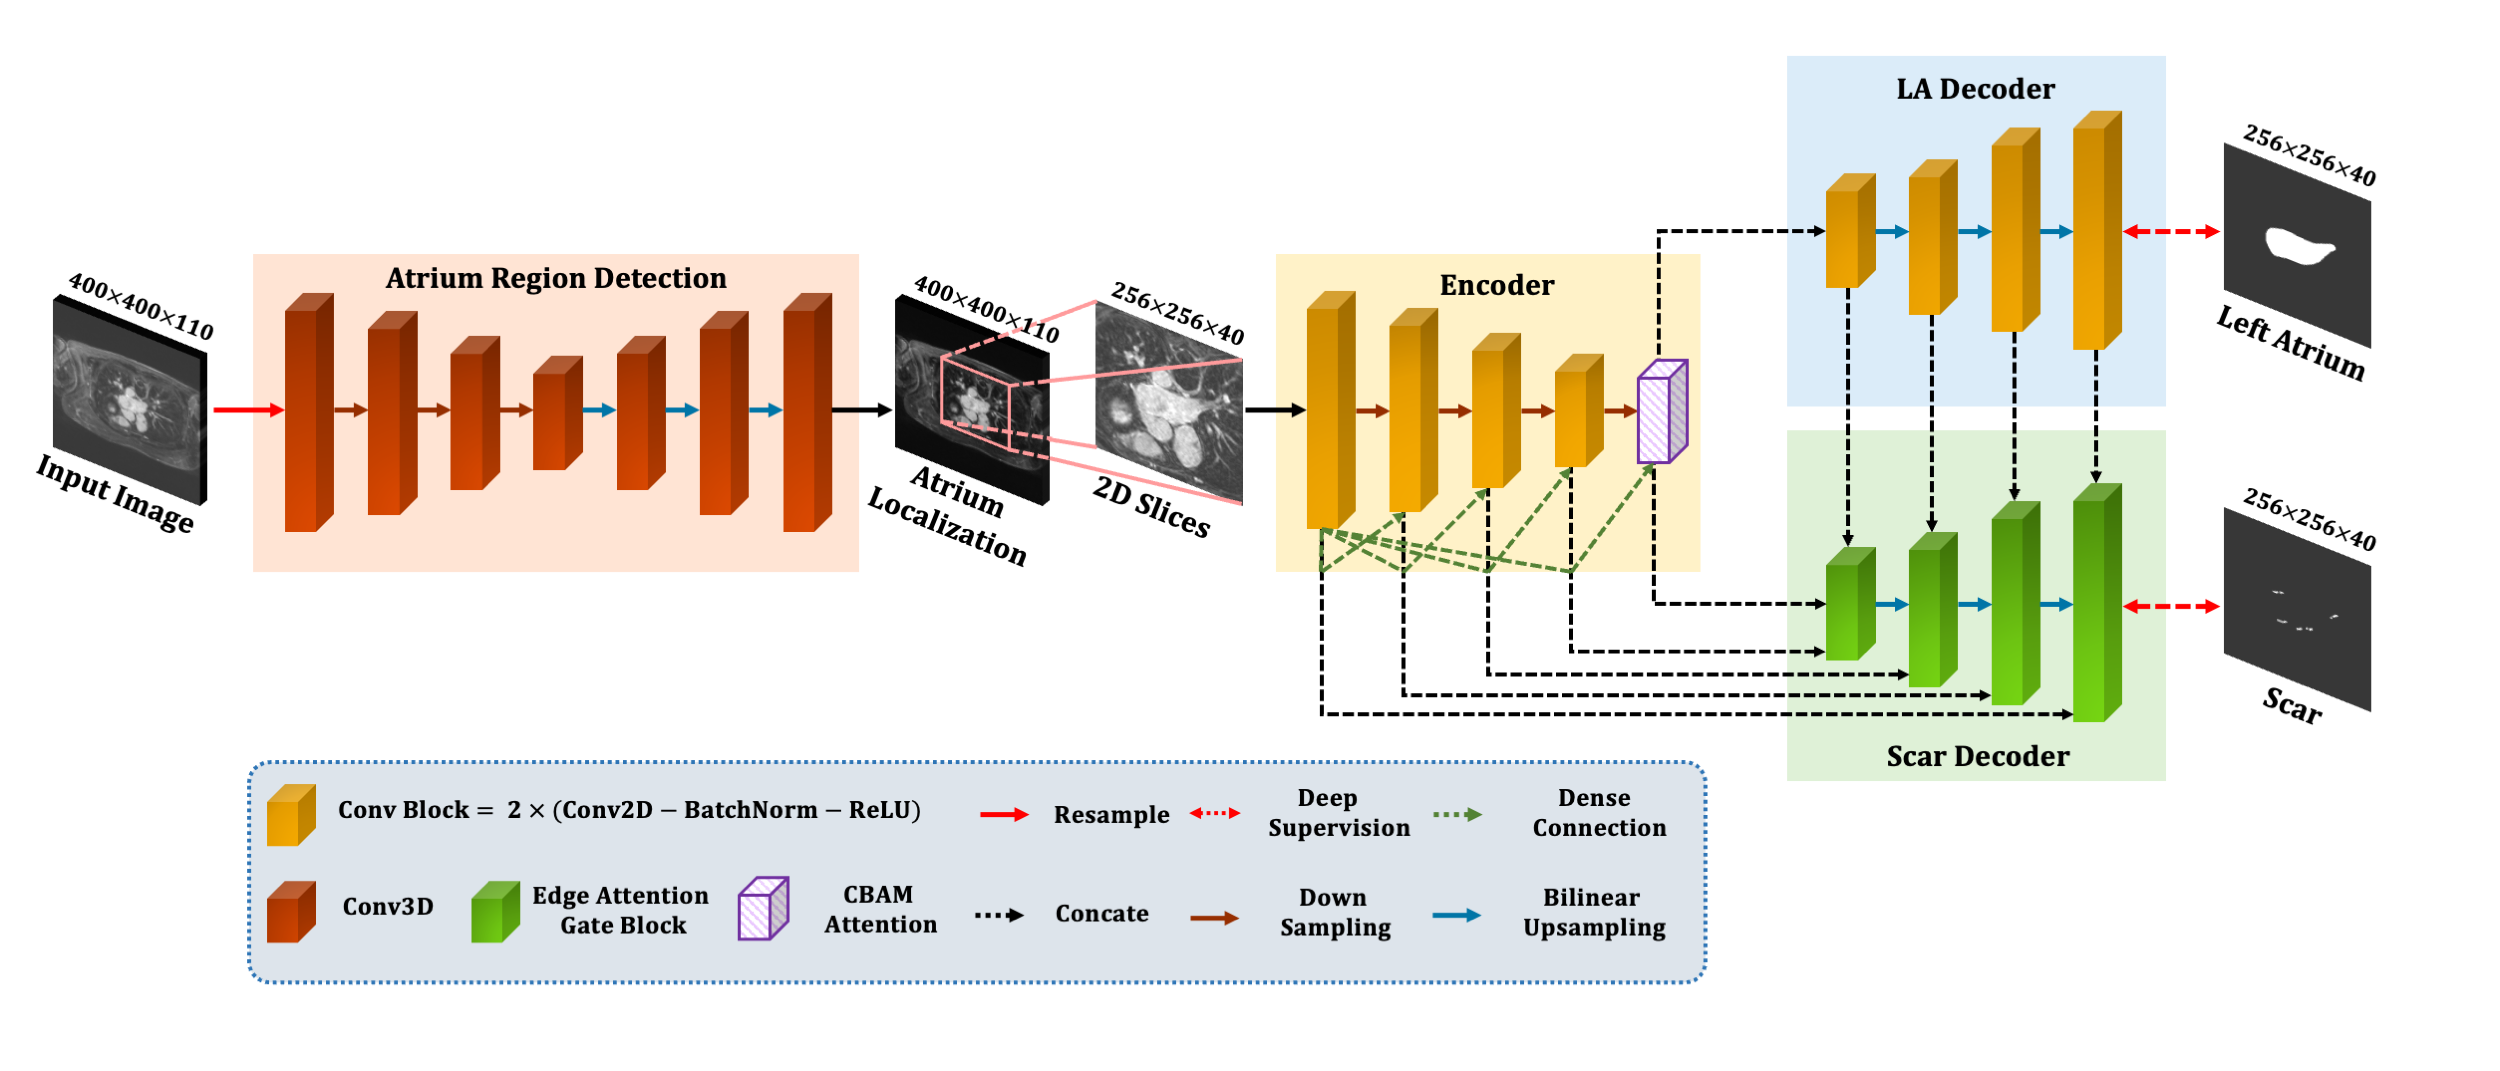 LA Decoder
256×256×40
Left Atrium
Atrium Region Detection
400×400×110
Input Image
400×400×110
Atrium
Localization
256×256×40
2D Slices
Encoder
256×256×40
Scar
Scar Decoder
Conv Block = 2 × (Conv2D − BatchNorm − ReLU)
Resample
Deep
Supervision
Dense
Connection
Conv3D
Edge Attention
Gate Block
CBAM
Attention
Concate
Down
Sampling
Bilinear
Upsampling